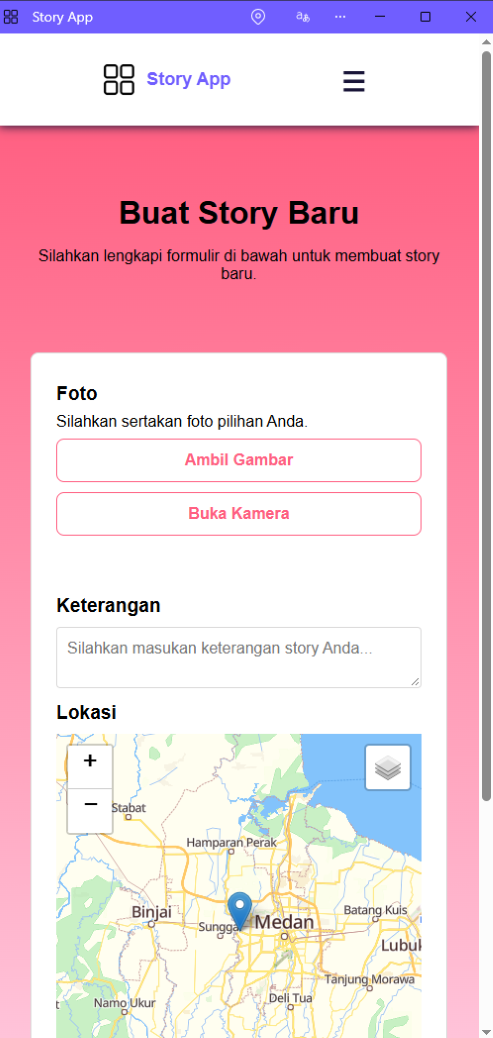 Story App
Story App
Buat Story Baru
Silahkan lengkapi formulir di bawah untuk membuat story
baru.
Foto
Silahkan sertakan foto pilihan Anda.
Ambil Gambar
Buka Kamera
Keterangan
Silahkan masukan keterangan story Anda...
Lokasi
+
−
Stabat
Hamparan Perak
Binjai
Batang Kuis
Sungga
Medan
Lubuk
Tanjung Morawa
Namo Ukur
Deli Tua